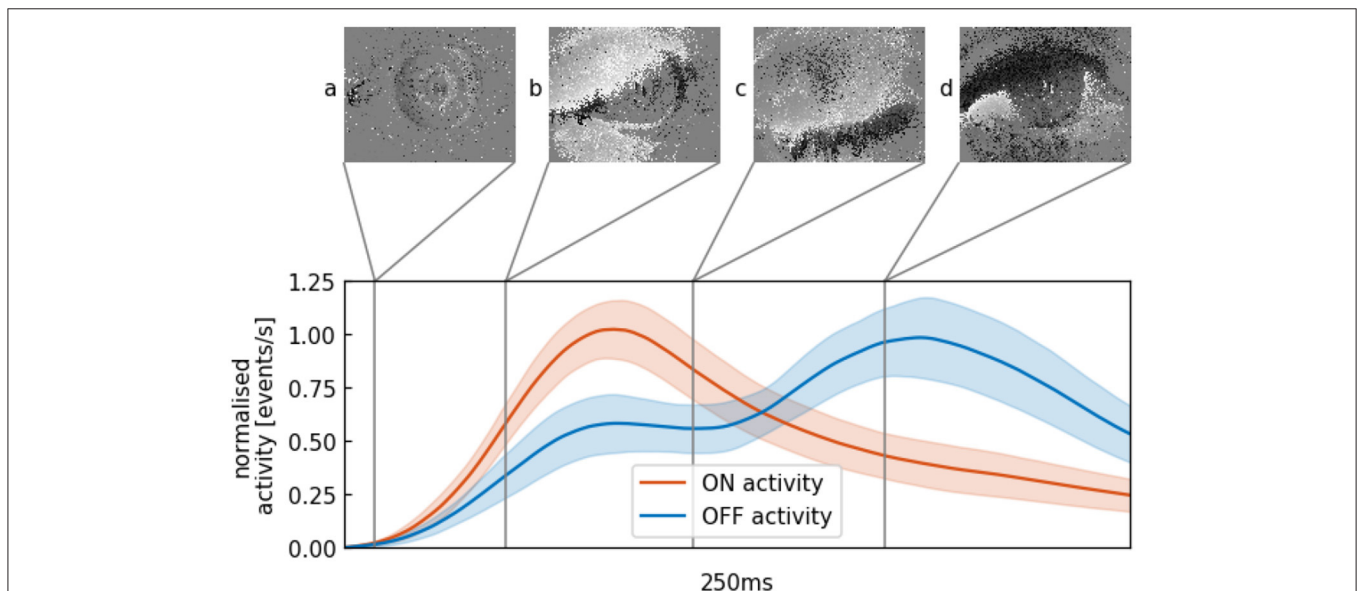 a
b
c
d
1.25
1.00
0.75
0.50
0.25
0.00
normalised
activity [events/s]
ON activity
OFF activity
250ms